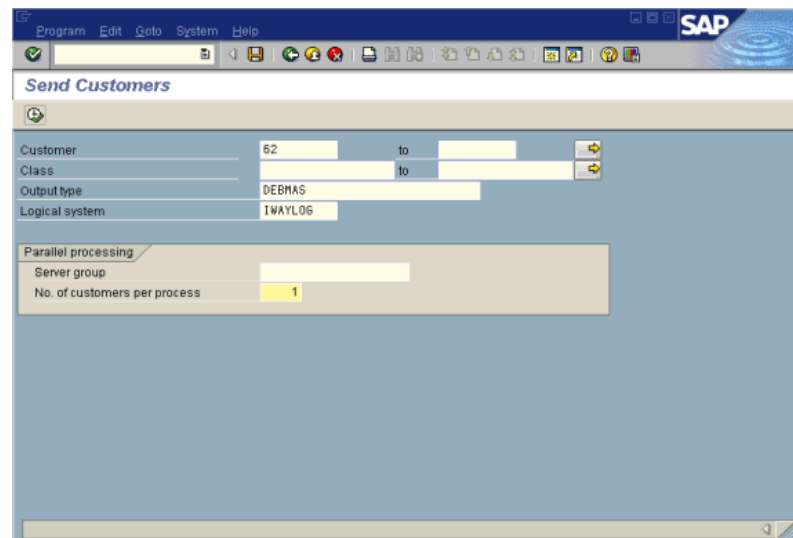 Program Edit Goto System Help
SAP
Send Customers
Customer 62 to
Class to
Output type DEBMAS
Logical system IWAYLOG
Parallel processing
Server group
No. of customers per process 1